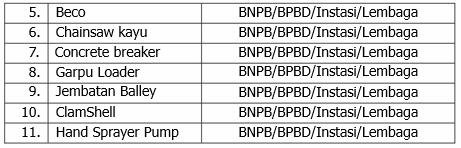 5. Beco BNPB/BPBD/Instasi/Lembaga
6. Chainsaw kayu BNPB/BPBD/Instasi/Lembaga
7. Concrete breaker BNPB/BPBD/Instasi/Lembaga
8. Garpu Loader BNPB/BPBD/Instasi/Lembaga
9. Jembatan Balley BNPB/BPBD/Instasi/Lembaga
10. ClamShell BNPB/BPBD/Instasi/Lembaga
11. Hand Sprayer Pump BNPB/BPBD/Instasi/Lembaga